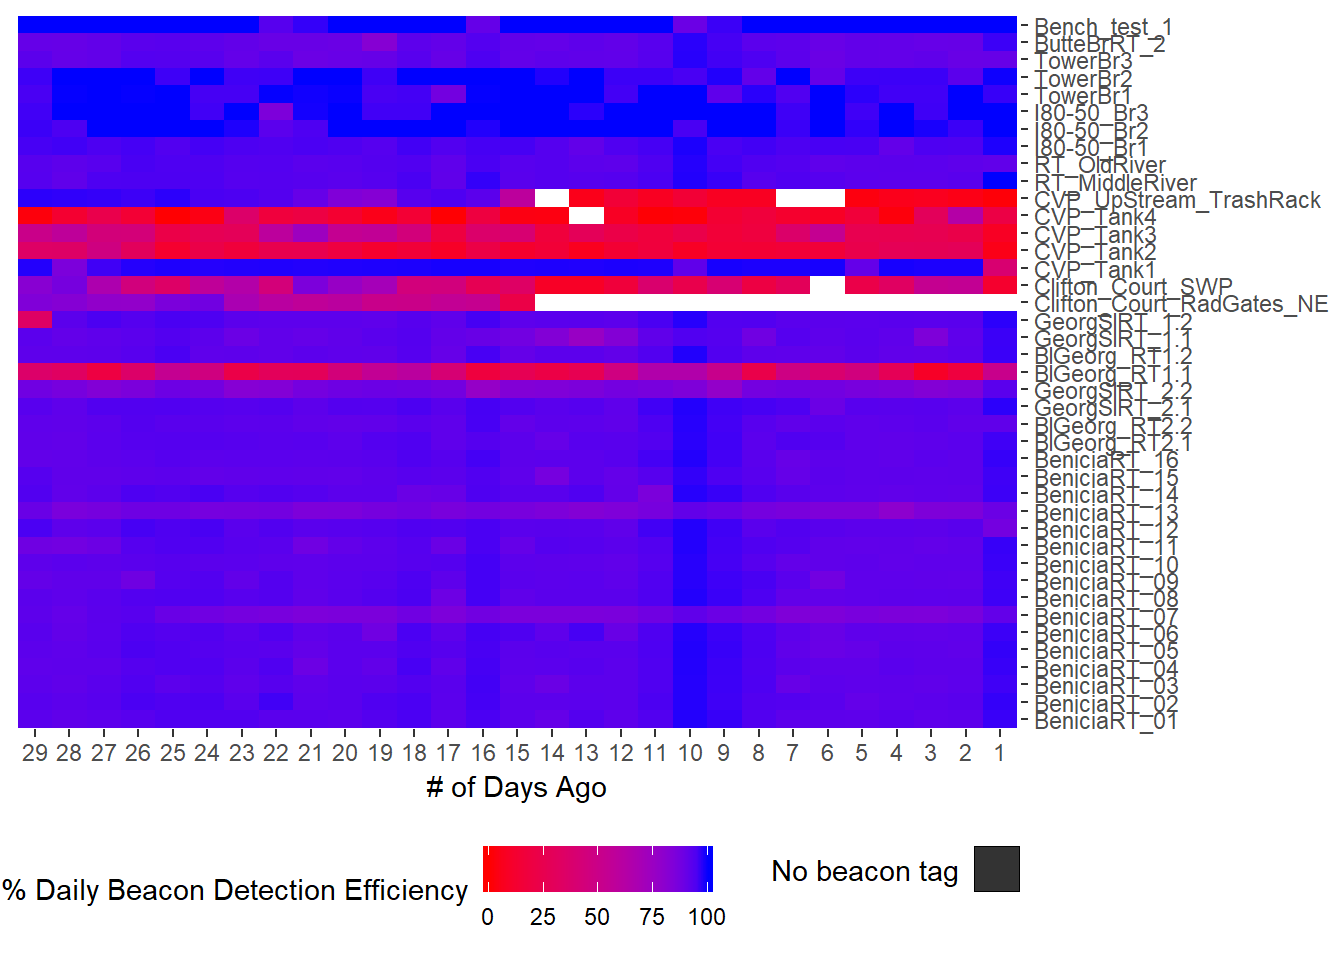 Bench_test_1
ButteBrRT_2
TowerBr3
TowerBr2
TowerBr1
I80-50_Br3
I80-50_Br2
I80-50_Br1
RT_OldRiver
RT_MiddleRiver
CVP_UpStream_TrashRack
CVP_Tank4
CVP_Tank3
CVP_Tank2
CVP_Tank1
Clifton_Court_SWP
Clifton_Court_RadGates_NE
GeorgSlRT_1.2
GeorgSlRT_1.1
BlGeorg_RT1.2
BlGeorg_RT1.1
GeorgSlRT_2.2
GeorgSlRT_2.1
BlGeorg_RT2.2
BlGeorg_RT2.1
BeniciaRT_16
BeniciaRT_15
BeniciaRT_14
BeniciaRT_13
BeniciaRT_12
BeniciaRT_11
BeniciaRT_10
BeniciaRT_09
BeniciaRT_08
BeniciaRT_07
BeniciaRT_06
BeniciaRT_05
BeniciaRT_04
BeniciaRT_03
BeniciaRT_02
BeniciaRT_01
29 28 27 26 25 24 23 22 21 20 19 18 17 16 15 14 13 12 11 10 9 8 7 6 5 4 3 2 1
# of Days Ago
% Daily Beacon Detection Efficiency
0 25 50 75 100
No beacon tag